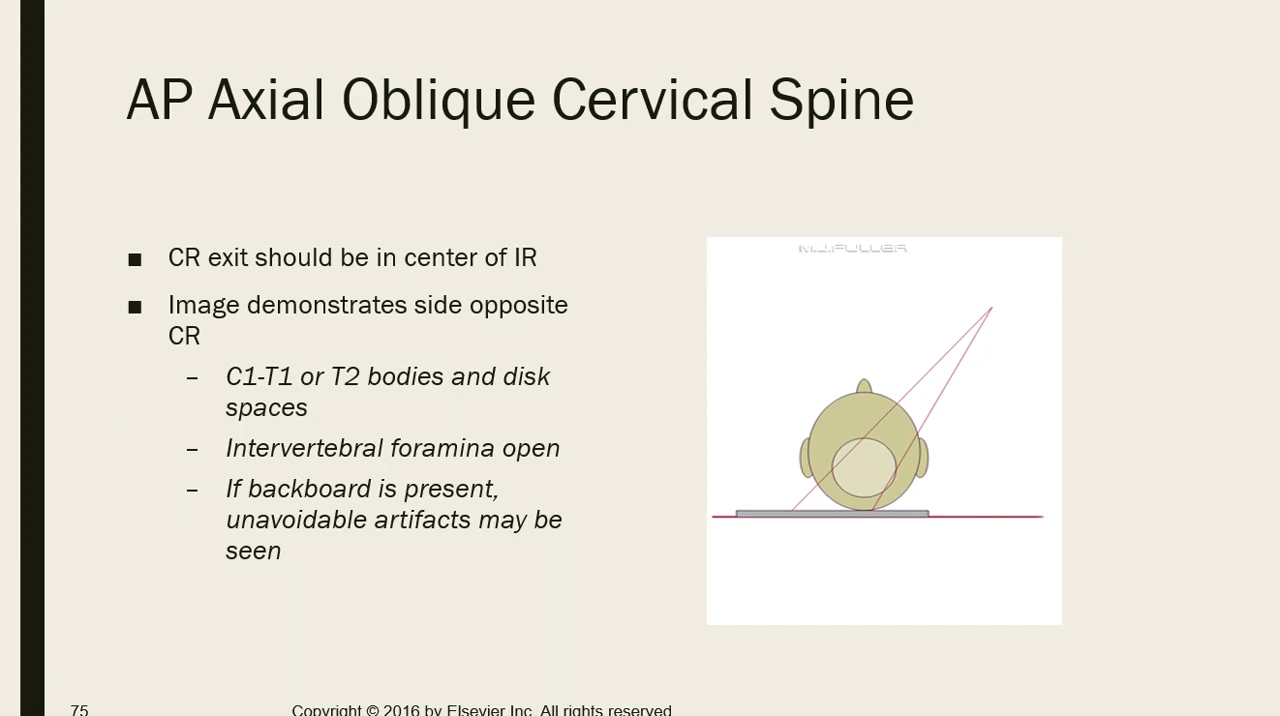 AP Axial Oblique Cervical Spine
■ CR exit should be in center of IR
■ Image demonstrates side opposite
CR
– C1-T1 or T2 bodies and disk
spaces
– Intervertebral foramina open
– If backboard is present,
unavoidable artifacts may be
seen
M.J.FULLER
75
Copyright © 2016 by Elsevier Inc. All rights reserved